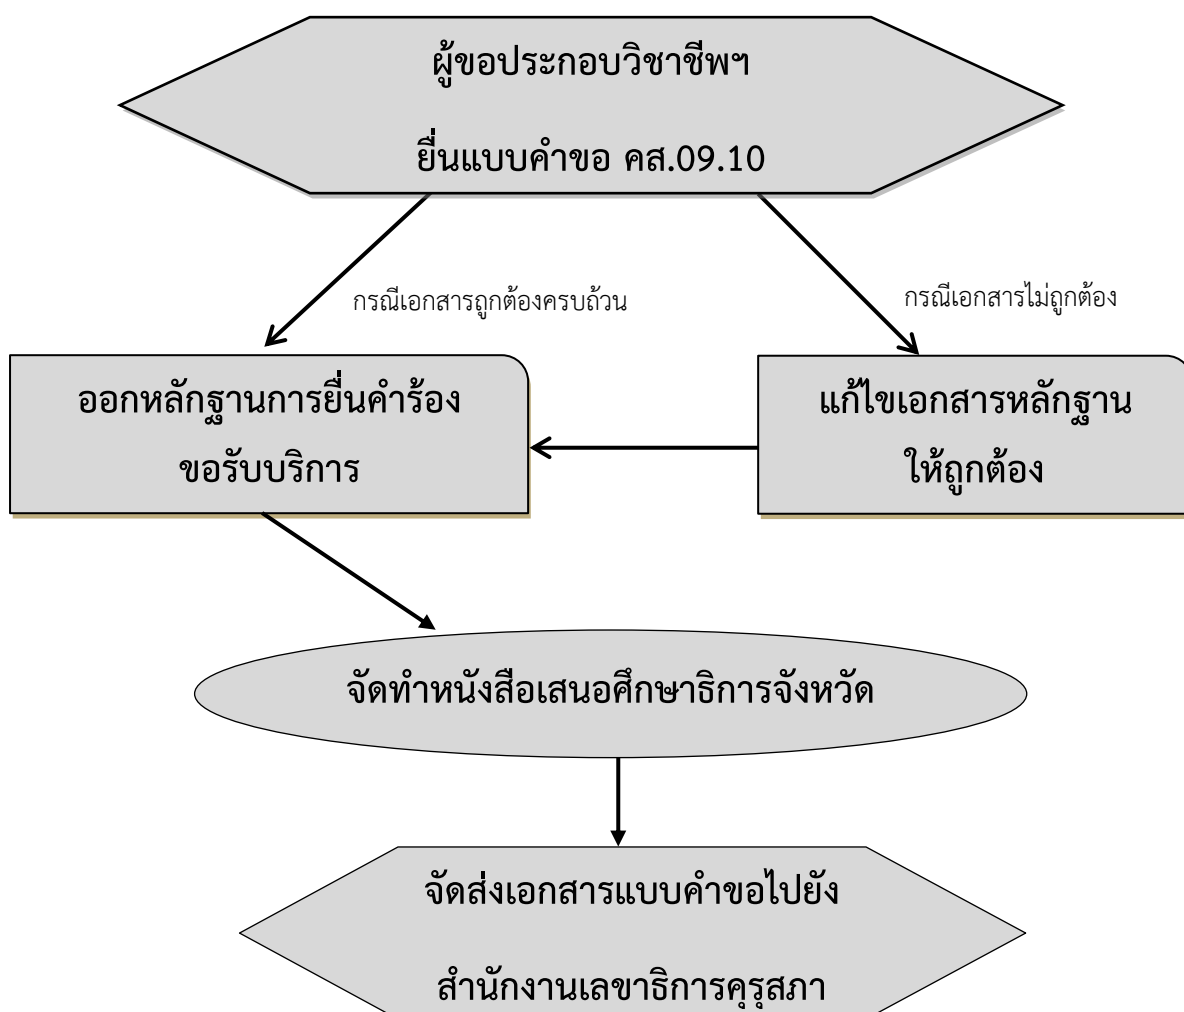 ผู้ขอประกอบวิชาชีพฯ
ยื่นแบบคำขอ คส.09.10
กรณีเอกสารถูกต้องครบถ้วน
กรณีเอกสารไม่ถูกต้อง
ออกหลักฐานการยื่นคำร้อง
ขอรับบริการ
แก้ไขเอกสารหลักฐาน
ให้ถูกต้อง
จัดทำหนังสือเสนอศึกษาธิการจังหวัด
จัดส่งเอกสารแบบคำขอไปยัง
สำนักงานเลขาธิการคุรุสภา